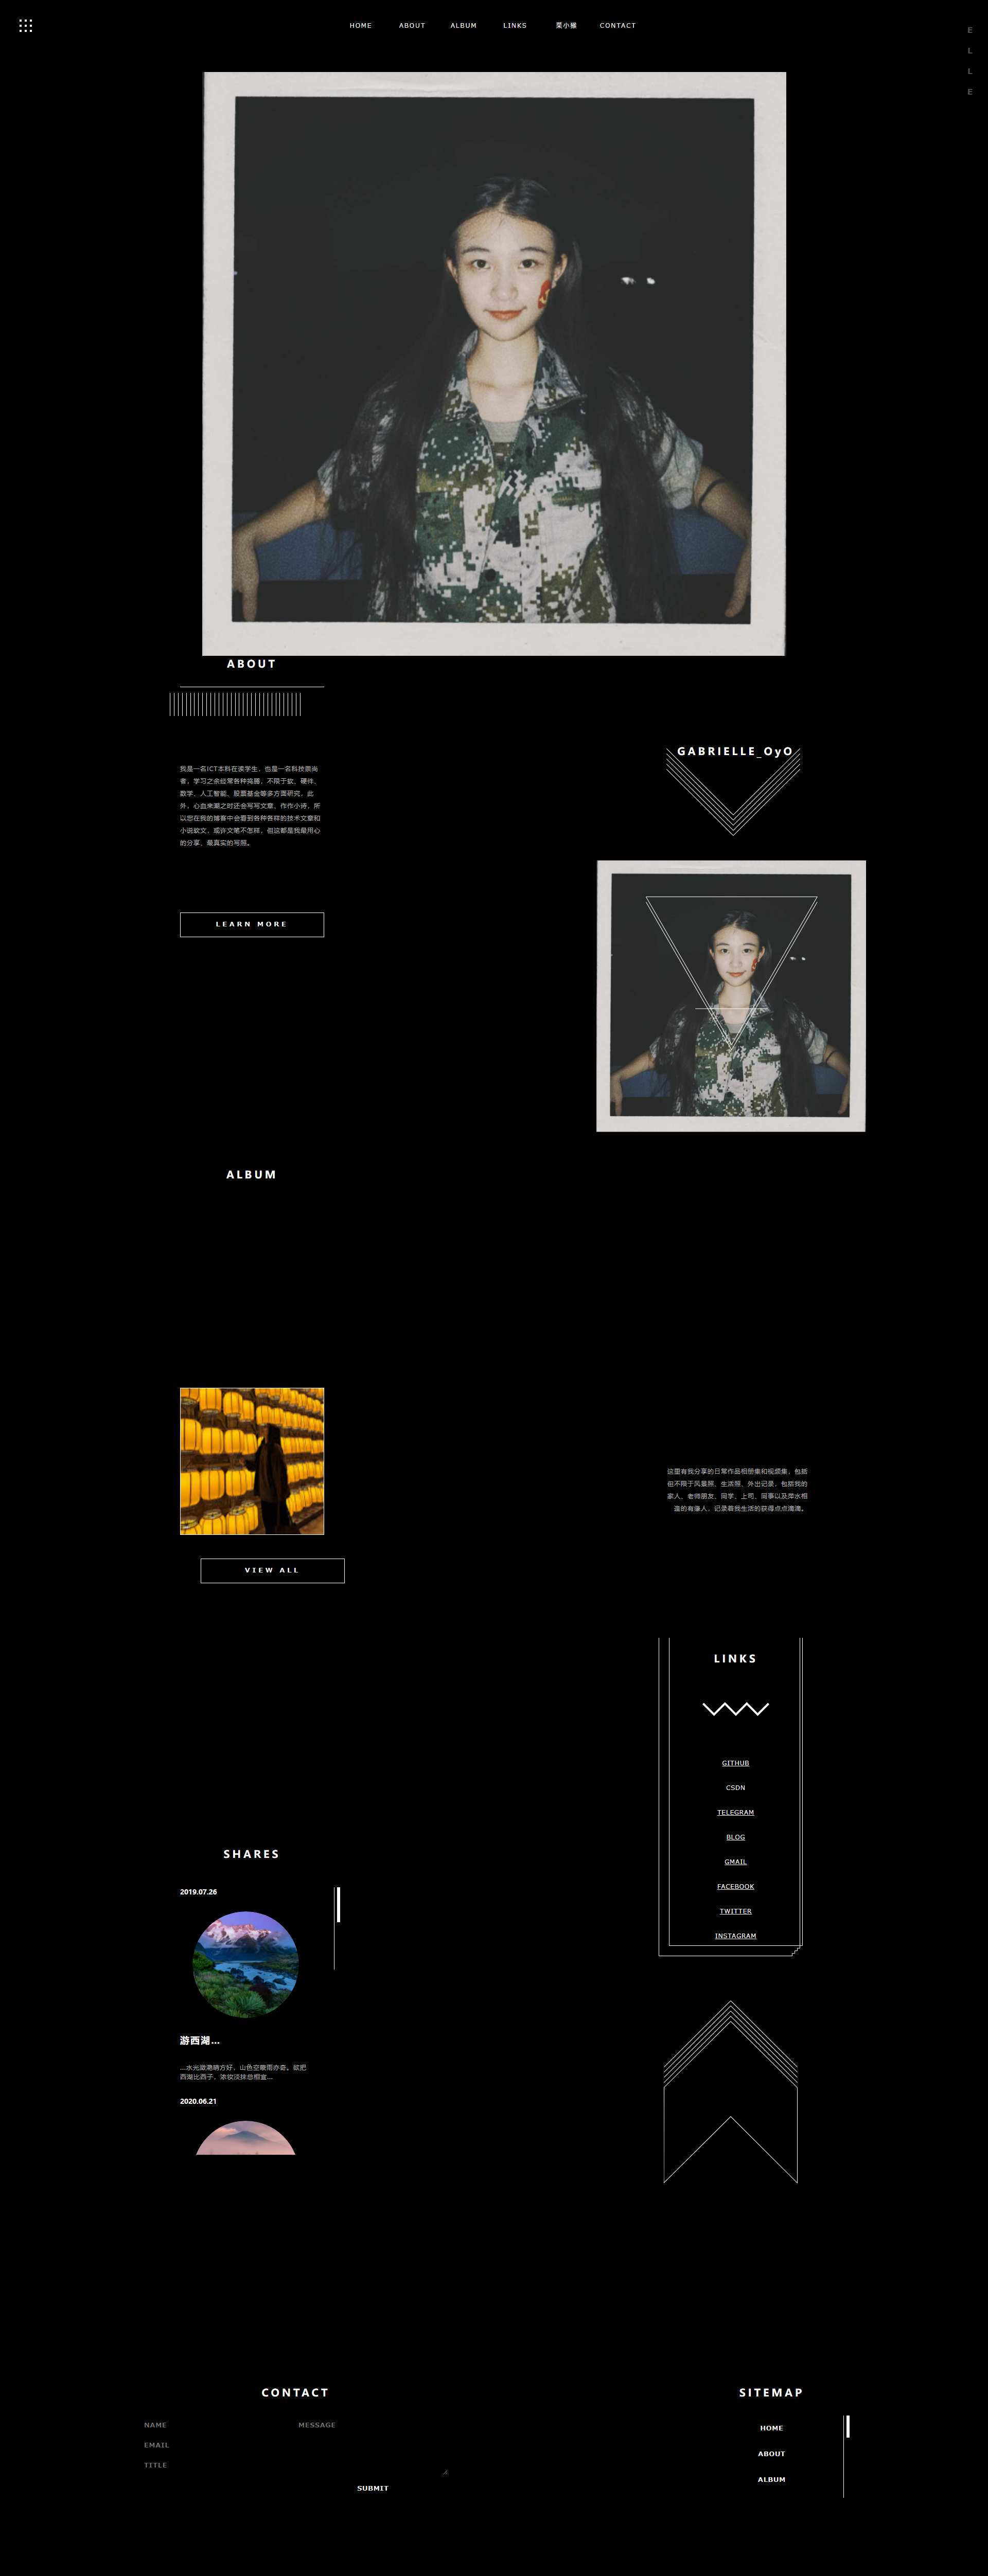 HOME ABOUT ALBUM LINKS 栗小猴 CONTACT
E
L
L
E
ABOUT
我是一名ICT本科在读学生，也是一名科技崇尚
者，学习之余经常各种捣腾，不限于软、硬件、
数学、人工智能、股票基金等多方面研究，此
外，心血来潮之时还会写写文章、作作小诗，所
以您在我的博客中会看到各种各样的技术文章和
小说软文，或许文笔不怎样，但这都是我最用心
的分享、最真实的写照。
LEARN MORE
GABRIELLE_OyO
ALBUM
这里有我分享的日常作品相册集和视频集，包括
但不限于风景照、生活照、外出记录，包括我的
家人、老师朋友、同学、上司、同事以及萍水相
逢的有缘人，记录着我生活的获得点点滴滴。
VIEW ALL
LINKS
GITHUB
CSDN
TELEGRAM
BLOG
GMAIL
FACEBOOK
TWITTER
INSTAGRAM
SHARES
2019.07.26
游西湖...
...水光潋滟晴方好，山色空蒙雨亦奇。欲把
西湖比西子，浓妆淡抹总相宜...
2020.06.21
CONTACT
NAME
EMAIL
TITLE
MESSAGE
SUBMIT
SITEMAP
HOME
ABOUT
ALBUM